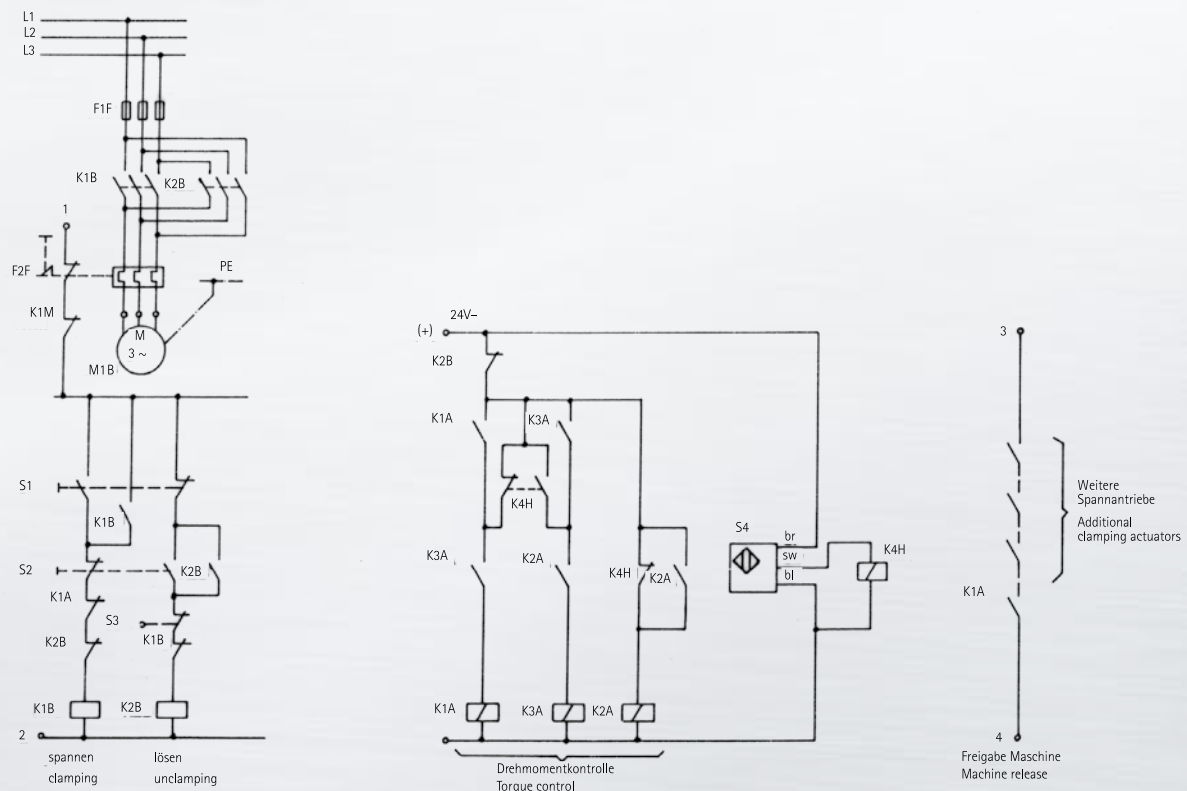 L1
L2
L3
F1F
K1B
K2B
1
F2F
PE
K1M
M
3 ~
M1B
S1
K1B
S2
K2B
K1A
S3
K2B
K1B
K1B
K2B
2
spannen
clamping
lösen
unclamping
24V–
(+)
K2B
K1A
K3A
K4H
K3A
K2A
K4H
K2A
S4
br
sw
bl
K4H
K1A
K3A
K2A
Drehmomentkontrolle
Torque control
3
Weitere
Spannantriebe
Additional
clamping actuators
K1A
4
Freigabe Maschine
Machine release